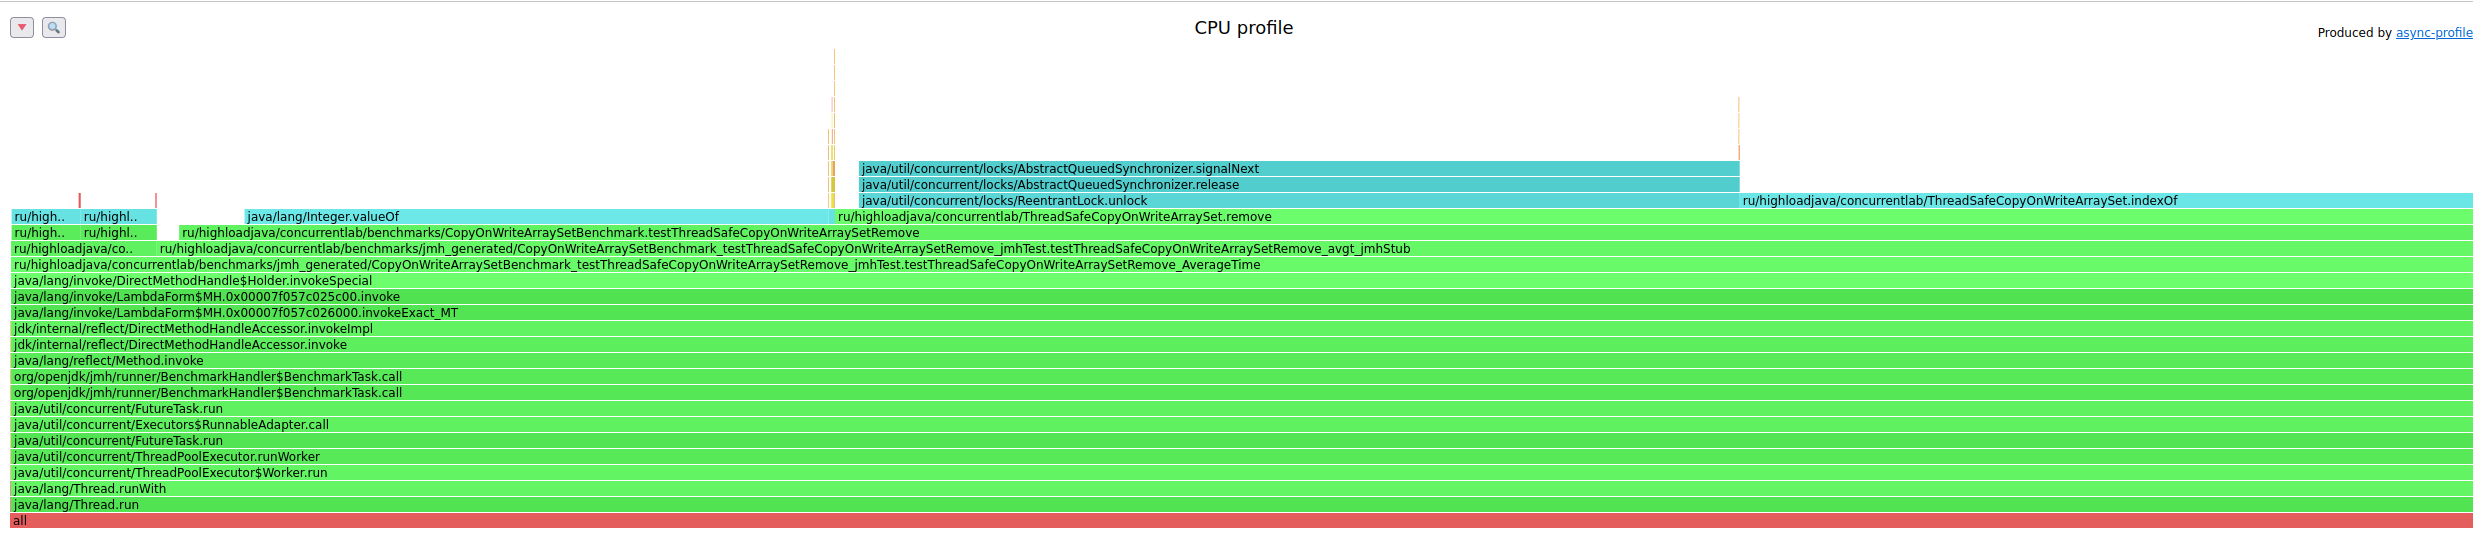 CPU profile
Produced by async-profile
java/util/concurrent/locks/AbstractQueuedSynchronizer.signalNext
java/util/concurrent/locks/AbstractQueuedSynchronizer.release
java/util/concurrent/locks/ReentrantLock.unlock ru/highloadjava/concurrentlab/ThreadSafeCopyOnWriteArraySet.indexOf
ru/high.. ru/highl.. java/lang/Integer.valueOf ru/highloadjava/concurrentlab/ThreadSafeCopyOnWriteArraySet.remove
ru/high.. ru/highl.. ru/highloadjava/concurrentlab/benchmarks/CopyOnWriteArraySetBenchmark.testThreadSafeCopyOnWriteArraySetRemove
ru/highloadjava/co.. ru/highloadjava/concurrentlab/benchmarks/jmh_generated/CopyOnWriteArraySetBenchmark_testThreadSafeCopyOnWriteArraySetRemove_jmhTest.testThreadSafeCopyOnWriteArraySetRemove_avgt_jmhStub
ru/highloadjava/concurrentlab/benchmarks/jmh_generated/CopyOnWriteArraySetBenchmark_testThreadSafeCopyOnWriteArraySetRemove_jmhTest.testThreadSafeCopyOnWriteArraySetRemove_AverageTime
java/lang/invoke/DirectMethodHandle$Holder.invokeSpecial
java/lang/invoke/LambdaForm$MH.0x00007f057c025c00.invoke
java/lang/invoke/LambdaForm$MH.0x00007f057c026000.invokeExact_MT
jdk/internal/reflect/DirectMethodHandleAccessor.invokeImpl
jdk/internal/reflect/DirectMethodHandleAccessor.invoke
java/lang/reflect/Method.invoke
org/openjdk/jmh/runner/BenchmarkHandler$BenchmarkTask.call
org/openjdk/jmh/runner/BenchmarkHandler$BenchmarkTask.call
java/util/concurrent/FutureTask.run
java/util/concurrent/Executors$RunnableAdapter.call
java/util/concurrent/FutureTask.run
java/util/concurrent/ThreadPoolExecutor.runWorker
java/util/concurrent/ThreadPoolExecutor$Worker.run
java/lang/Thread.runWith
java/lang/Thread.run
all